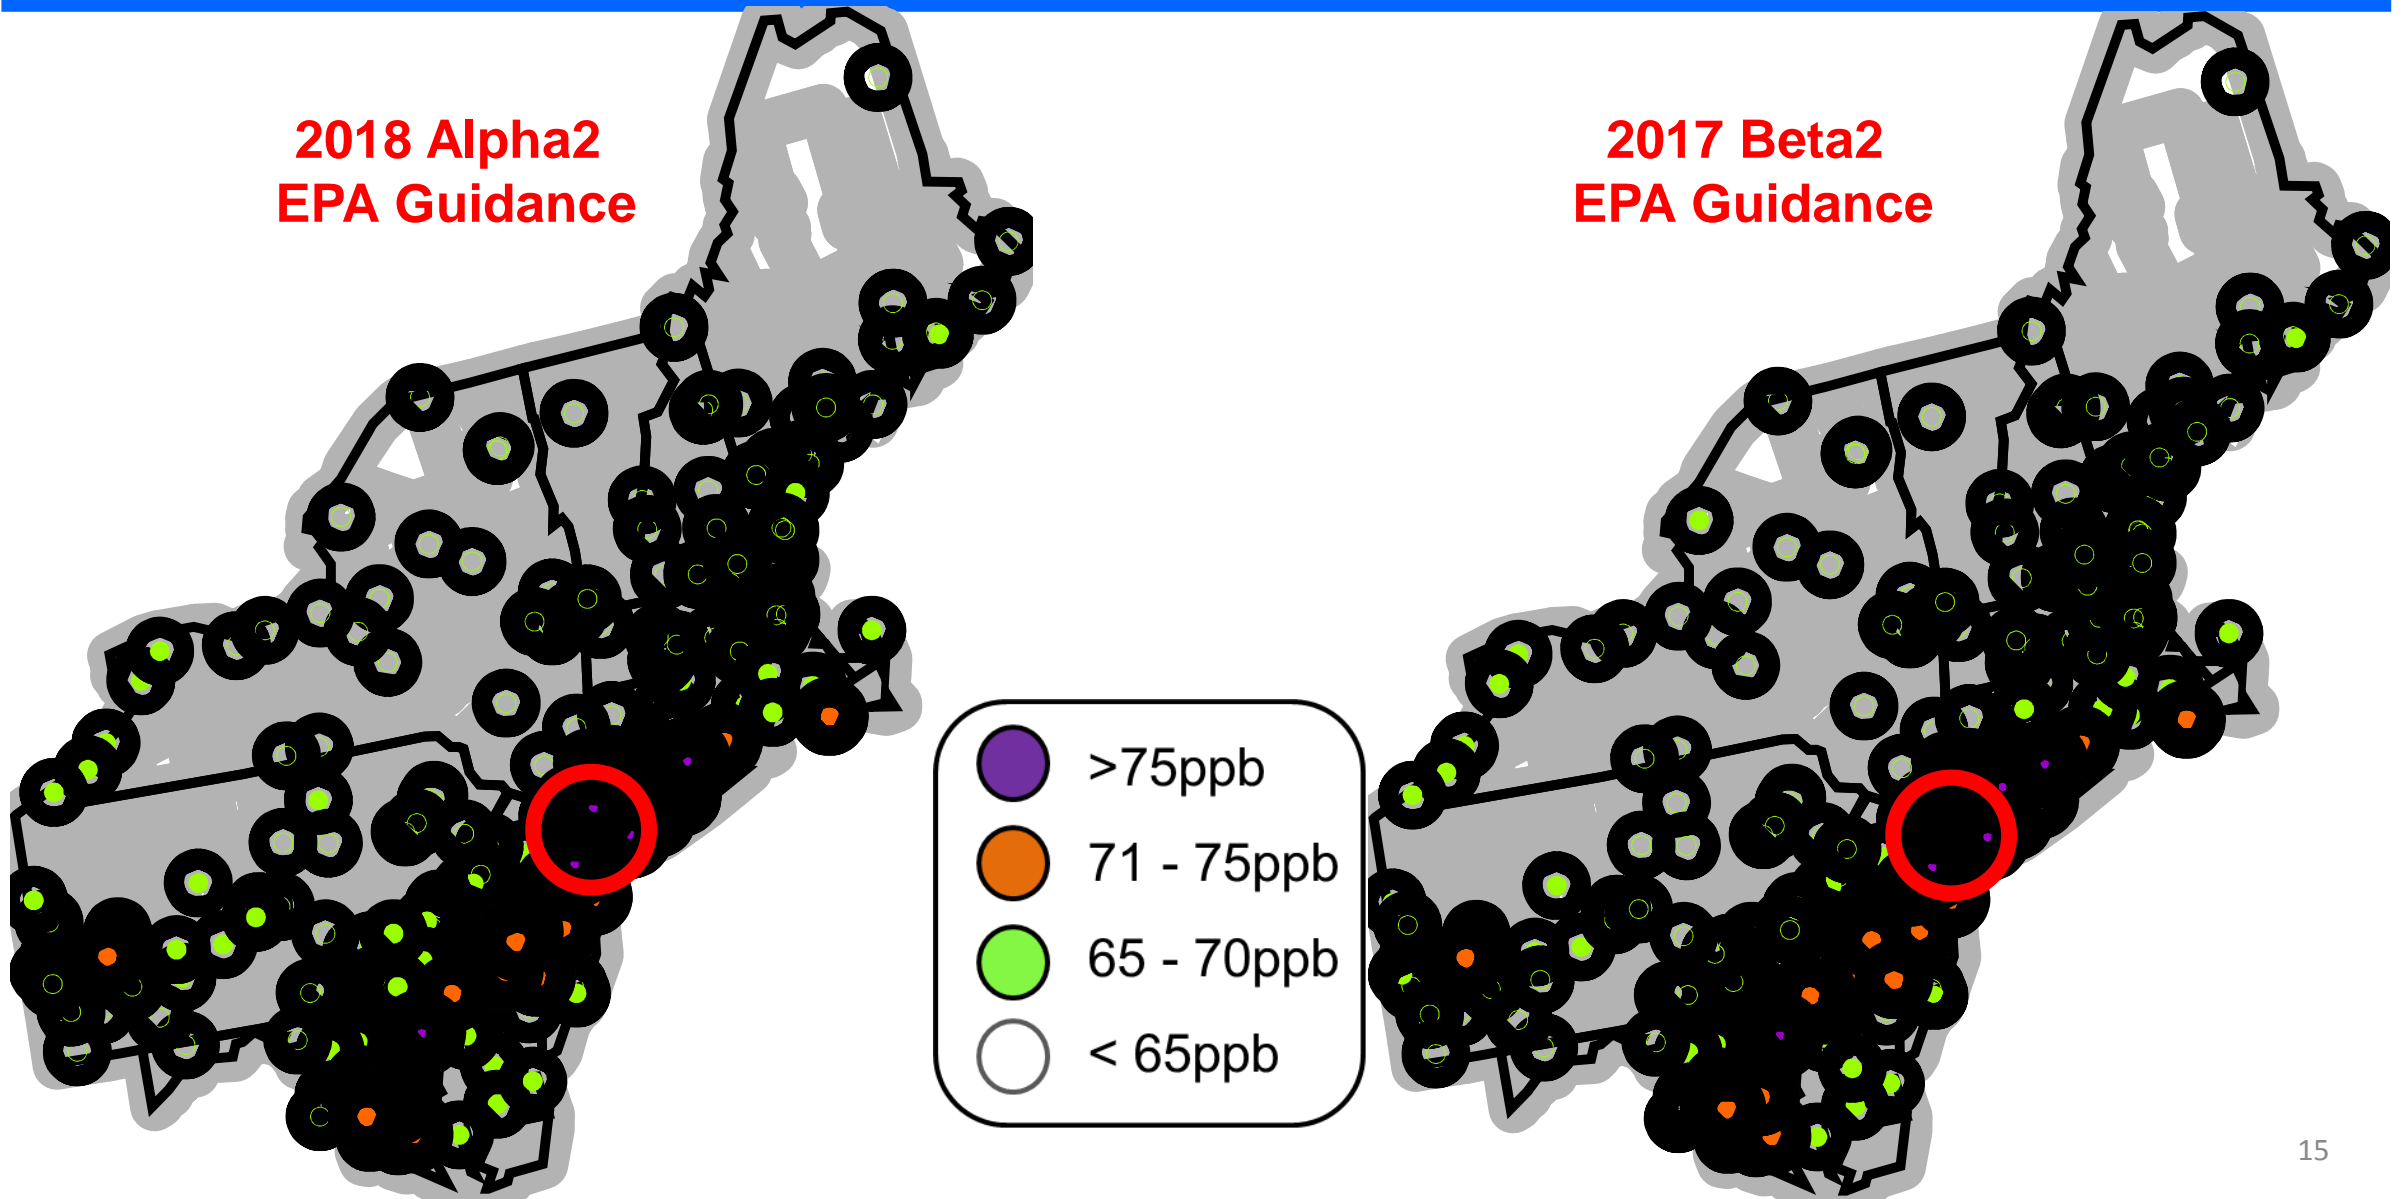 2018 Alpha2
EPA Guidance
2017 Beta2
EPA Guidance
>75ppb
71 - 75ppb
65 - 70ppb
< 65ppb
15